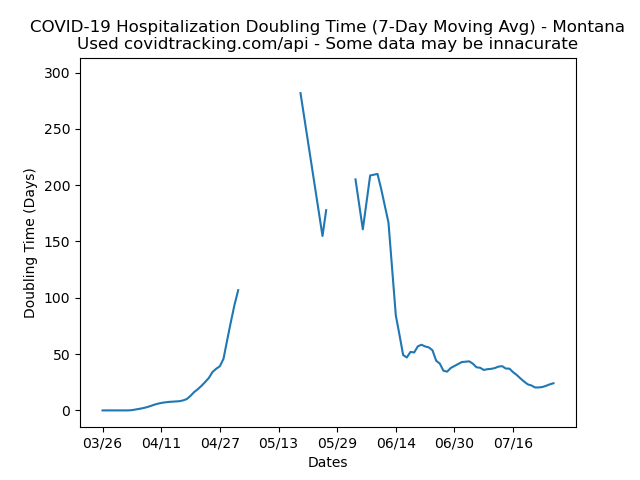 COVID-19 Hospitalization Doubling Time (7-Day Moving Avg) - Montana
Used covidtracking.com/api - Some data may be innacurate
300
250
200
150
100
50
0
Doubling Time (Days)
03/26 04/11 04/27 05/13 05/29 06/14 06/30 07/16
Dates